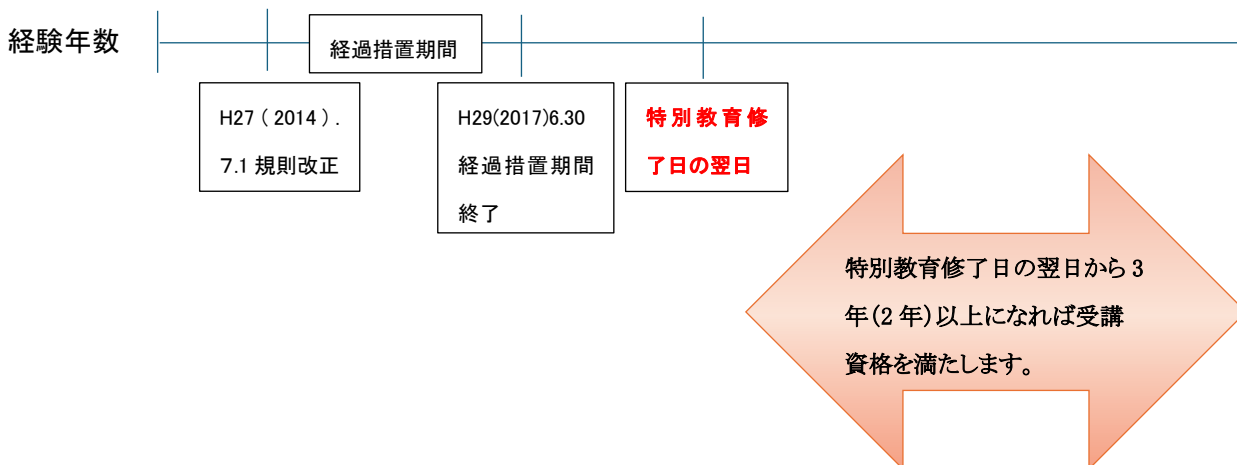 経験年数
経過措置期間
H27（2014）.
7.1 規則改正
H29(2017)6.30
経過措置期間
終了
特別教育修
了日の翌日
特別教育修了日の翌日から 3
年(2 年)以上になれば受講
資格を満たします。